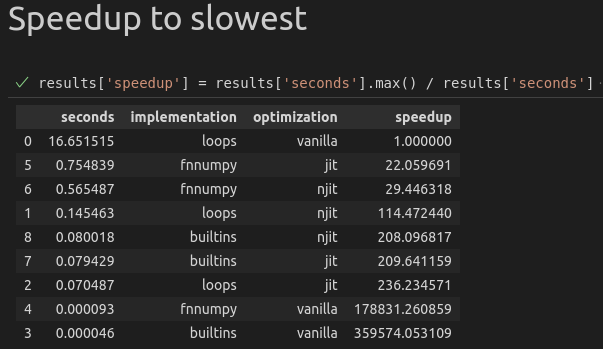 Speedup to slowest
results['speedup'] = results['seconds'].max() / results['seconds']
seconds implementation optimization speedup
0 16.651515 loops vanilla 1.000000
5 0.754839 fnnumpy jit 22.059691
6 0.565487 fnnumpy njit 29.446318
1 0.145463 loops njit 114.472440
8 0.080018 builtins njit 208.096817
7 0.079429 builtins jit 209.641159
2 0.070487 loops jit 236.234571
4 0.000093 fnnumpy vanilla 178831.260859
3 0.000046 builtins vanilla 359574.053109